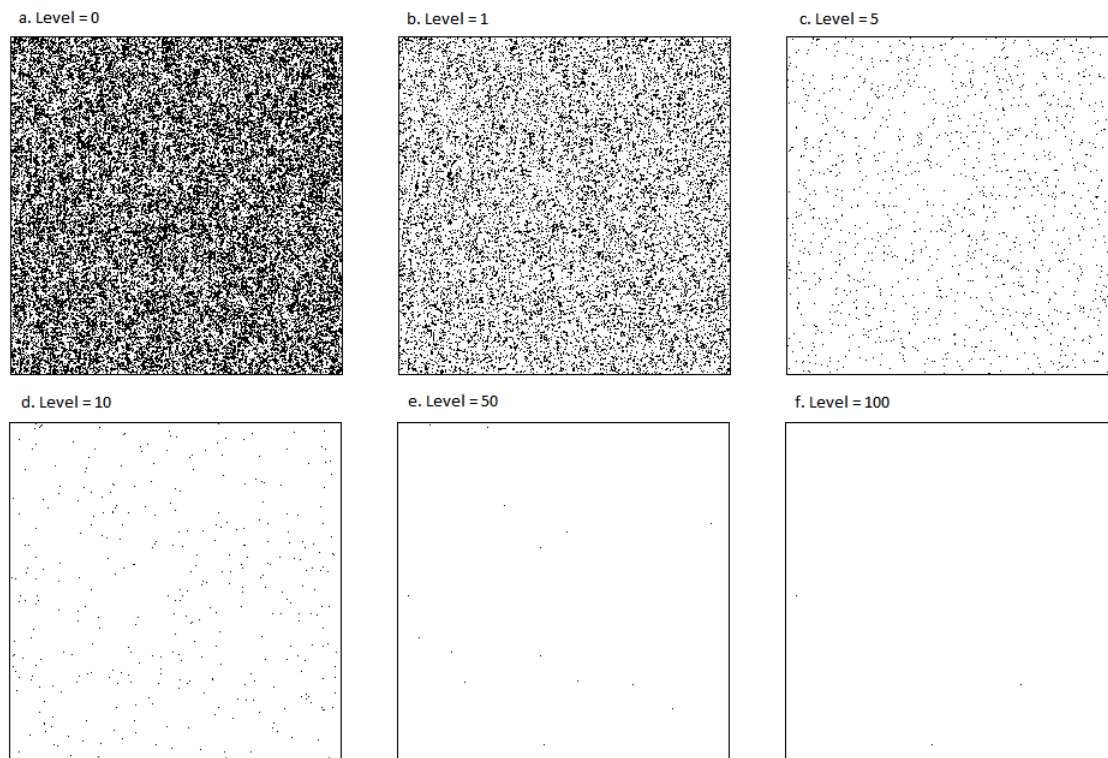 a. Level = 0
b. Level = 1
c. Level = 5
d. Level = 10
e. Level = 50
f. Level = 100